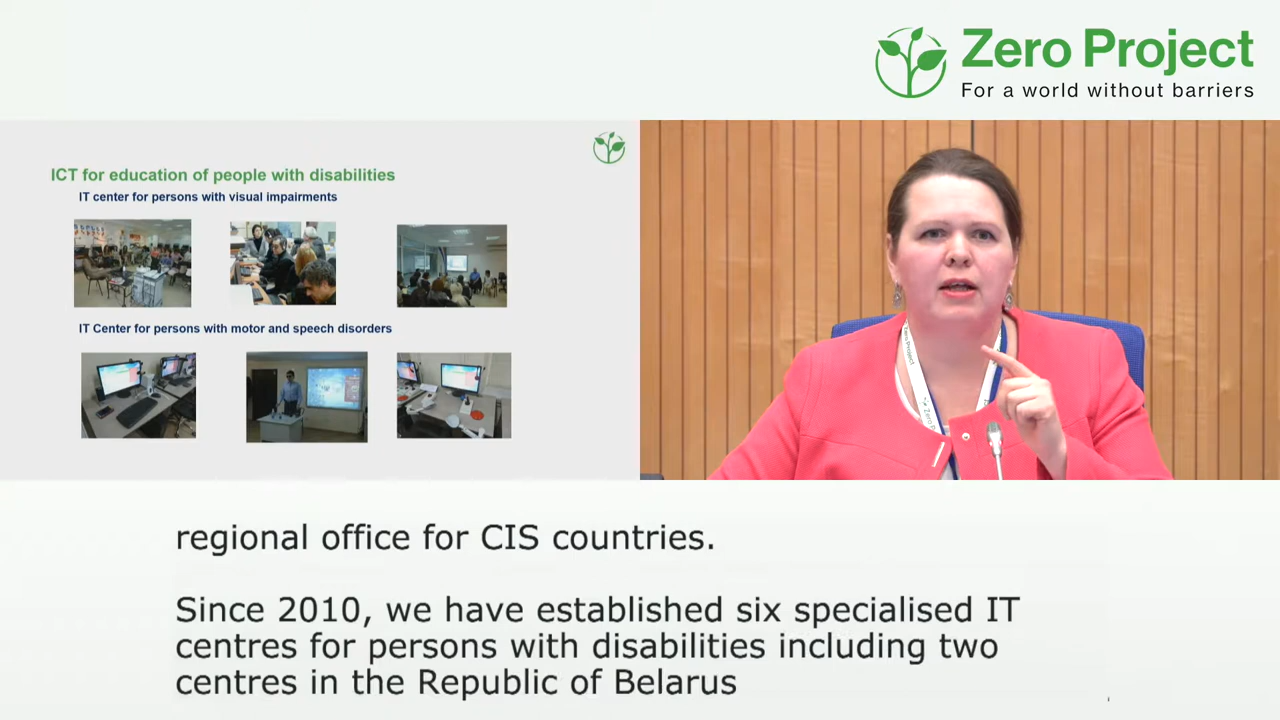 Zero Project
For a world without barriers
ICT for education of people with disabilities
IT center for persons with visual impairments
IT Center for persons with motor and speech disorders
Zero Project
regional office for CIS countries.
Since 2010, we have established six specialised IT
centres for persons with disabilities including two
centres in the Republic of Belarus